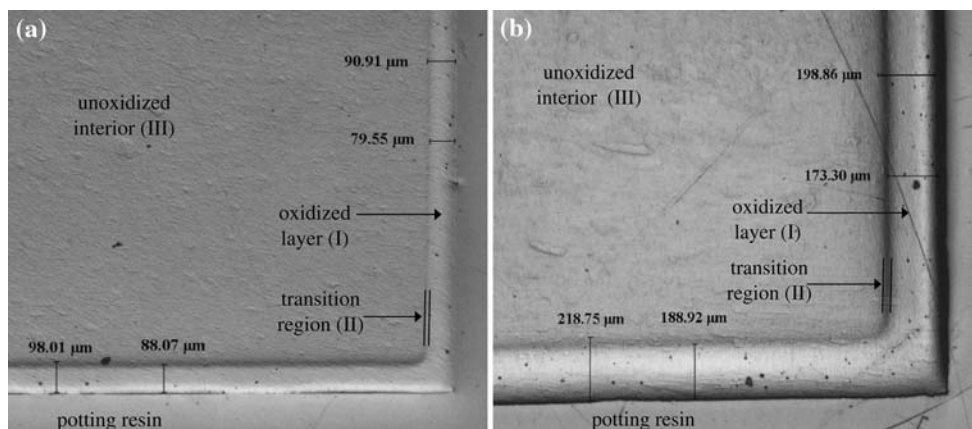 (a)
90.91 μm
unoxidized
interior (III)
79.55 μm
oxidized
layer (I)
transition
region (II)
98.01 μm
88.07 μm
potting resin
(b)
198.86 μm
unoxidized
interior (III)
173.30 μm
oxidized
layer (I)
transition
region (II)
218.75 μm
188.92 μm
potting resin